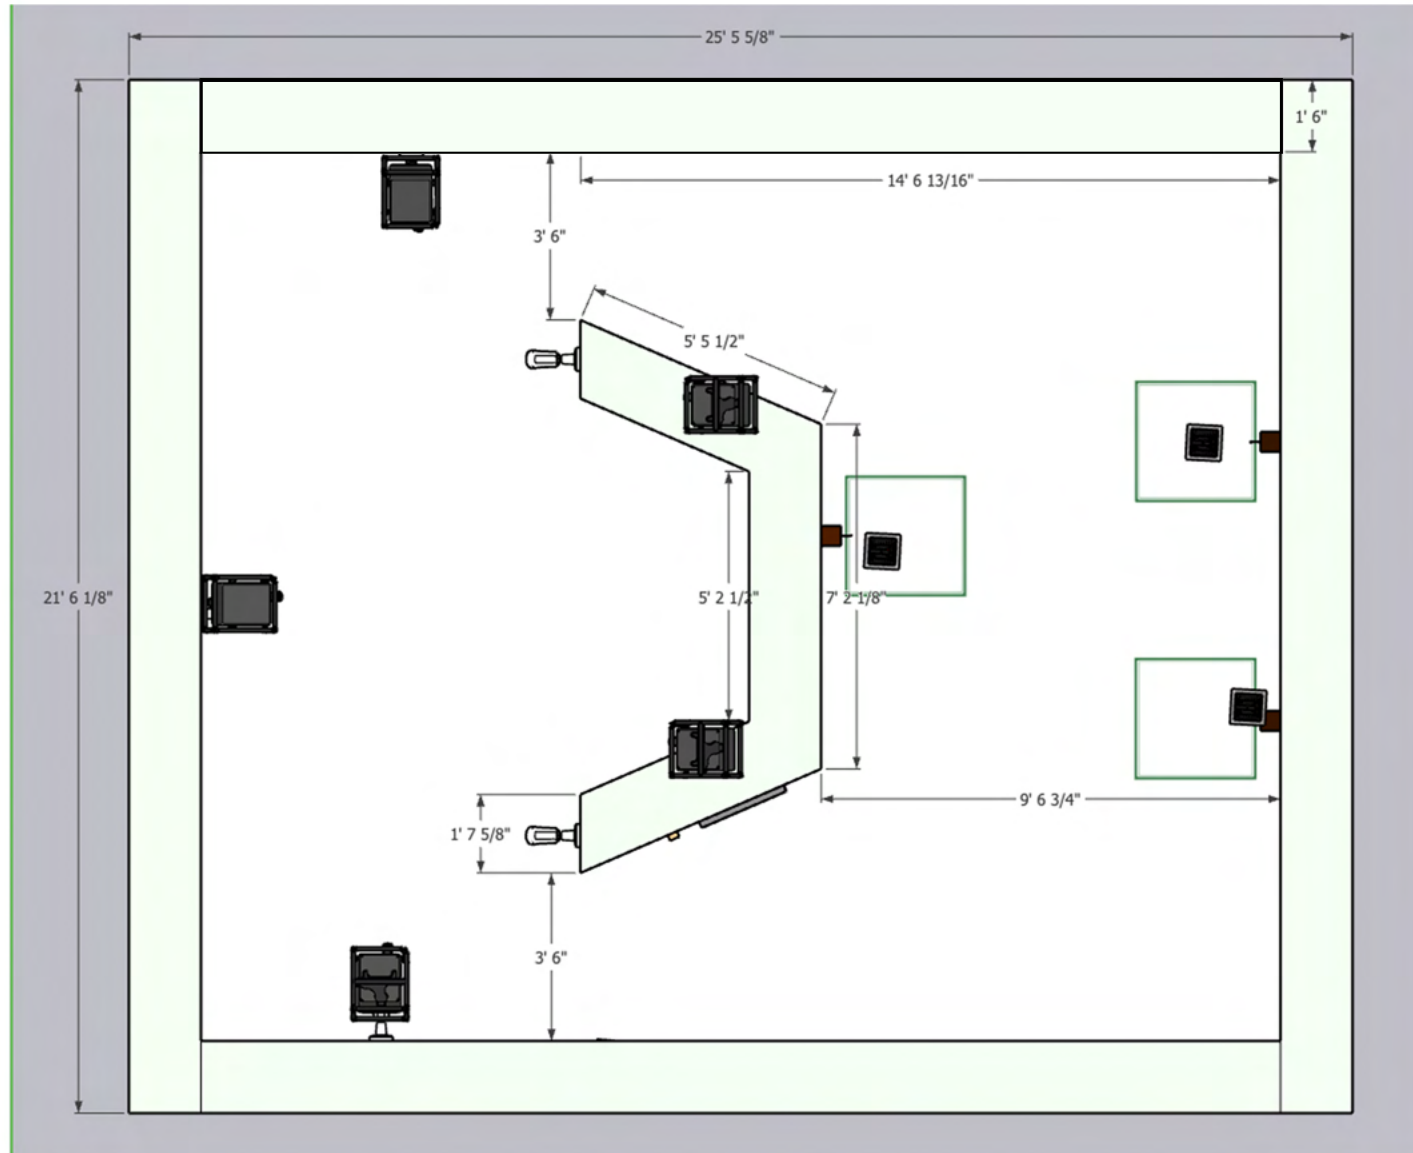 25' 5 5/8"
1' 6"
14' 6 13/16"
3' 6"
5' 5 1/2"
21' 6 1/8"
5' 2 1/2"
7' 2 1/8"
9' 6 3/4"
1' 7 5/8"
3' 6"